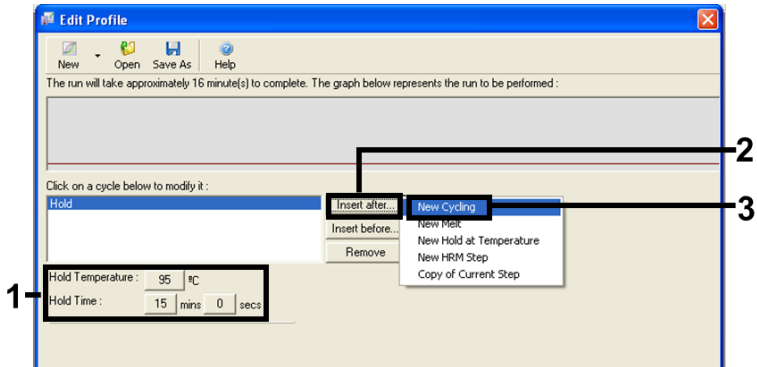 Edit Profile
New Open Save As Help
The run will take approximately 16 minute(s) to complete. The graph below represents the run to be performed :
2
Click on a cycle below to modify it :
Hold
Insert after...
New Cycling
3
Insert before...
New Melt
New Hold at Temperature
Remove
New HRM Step
Copy of Current Step
1
Hold Temperature : 95 ºC
Hold Time : 15 mins 0 secs